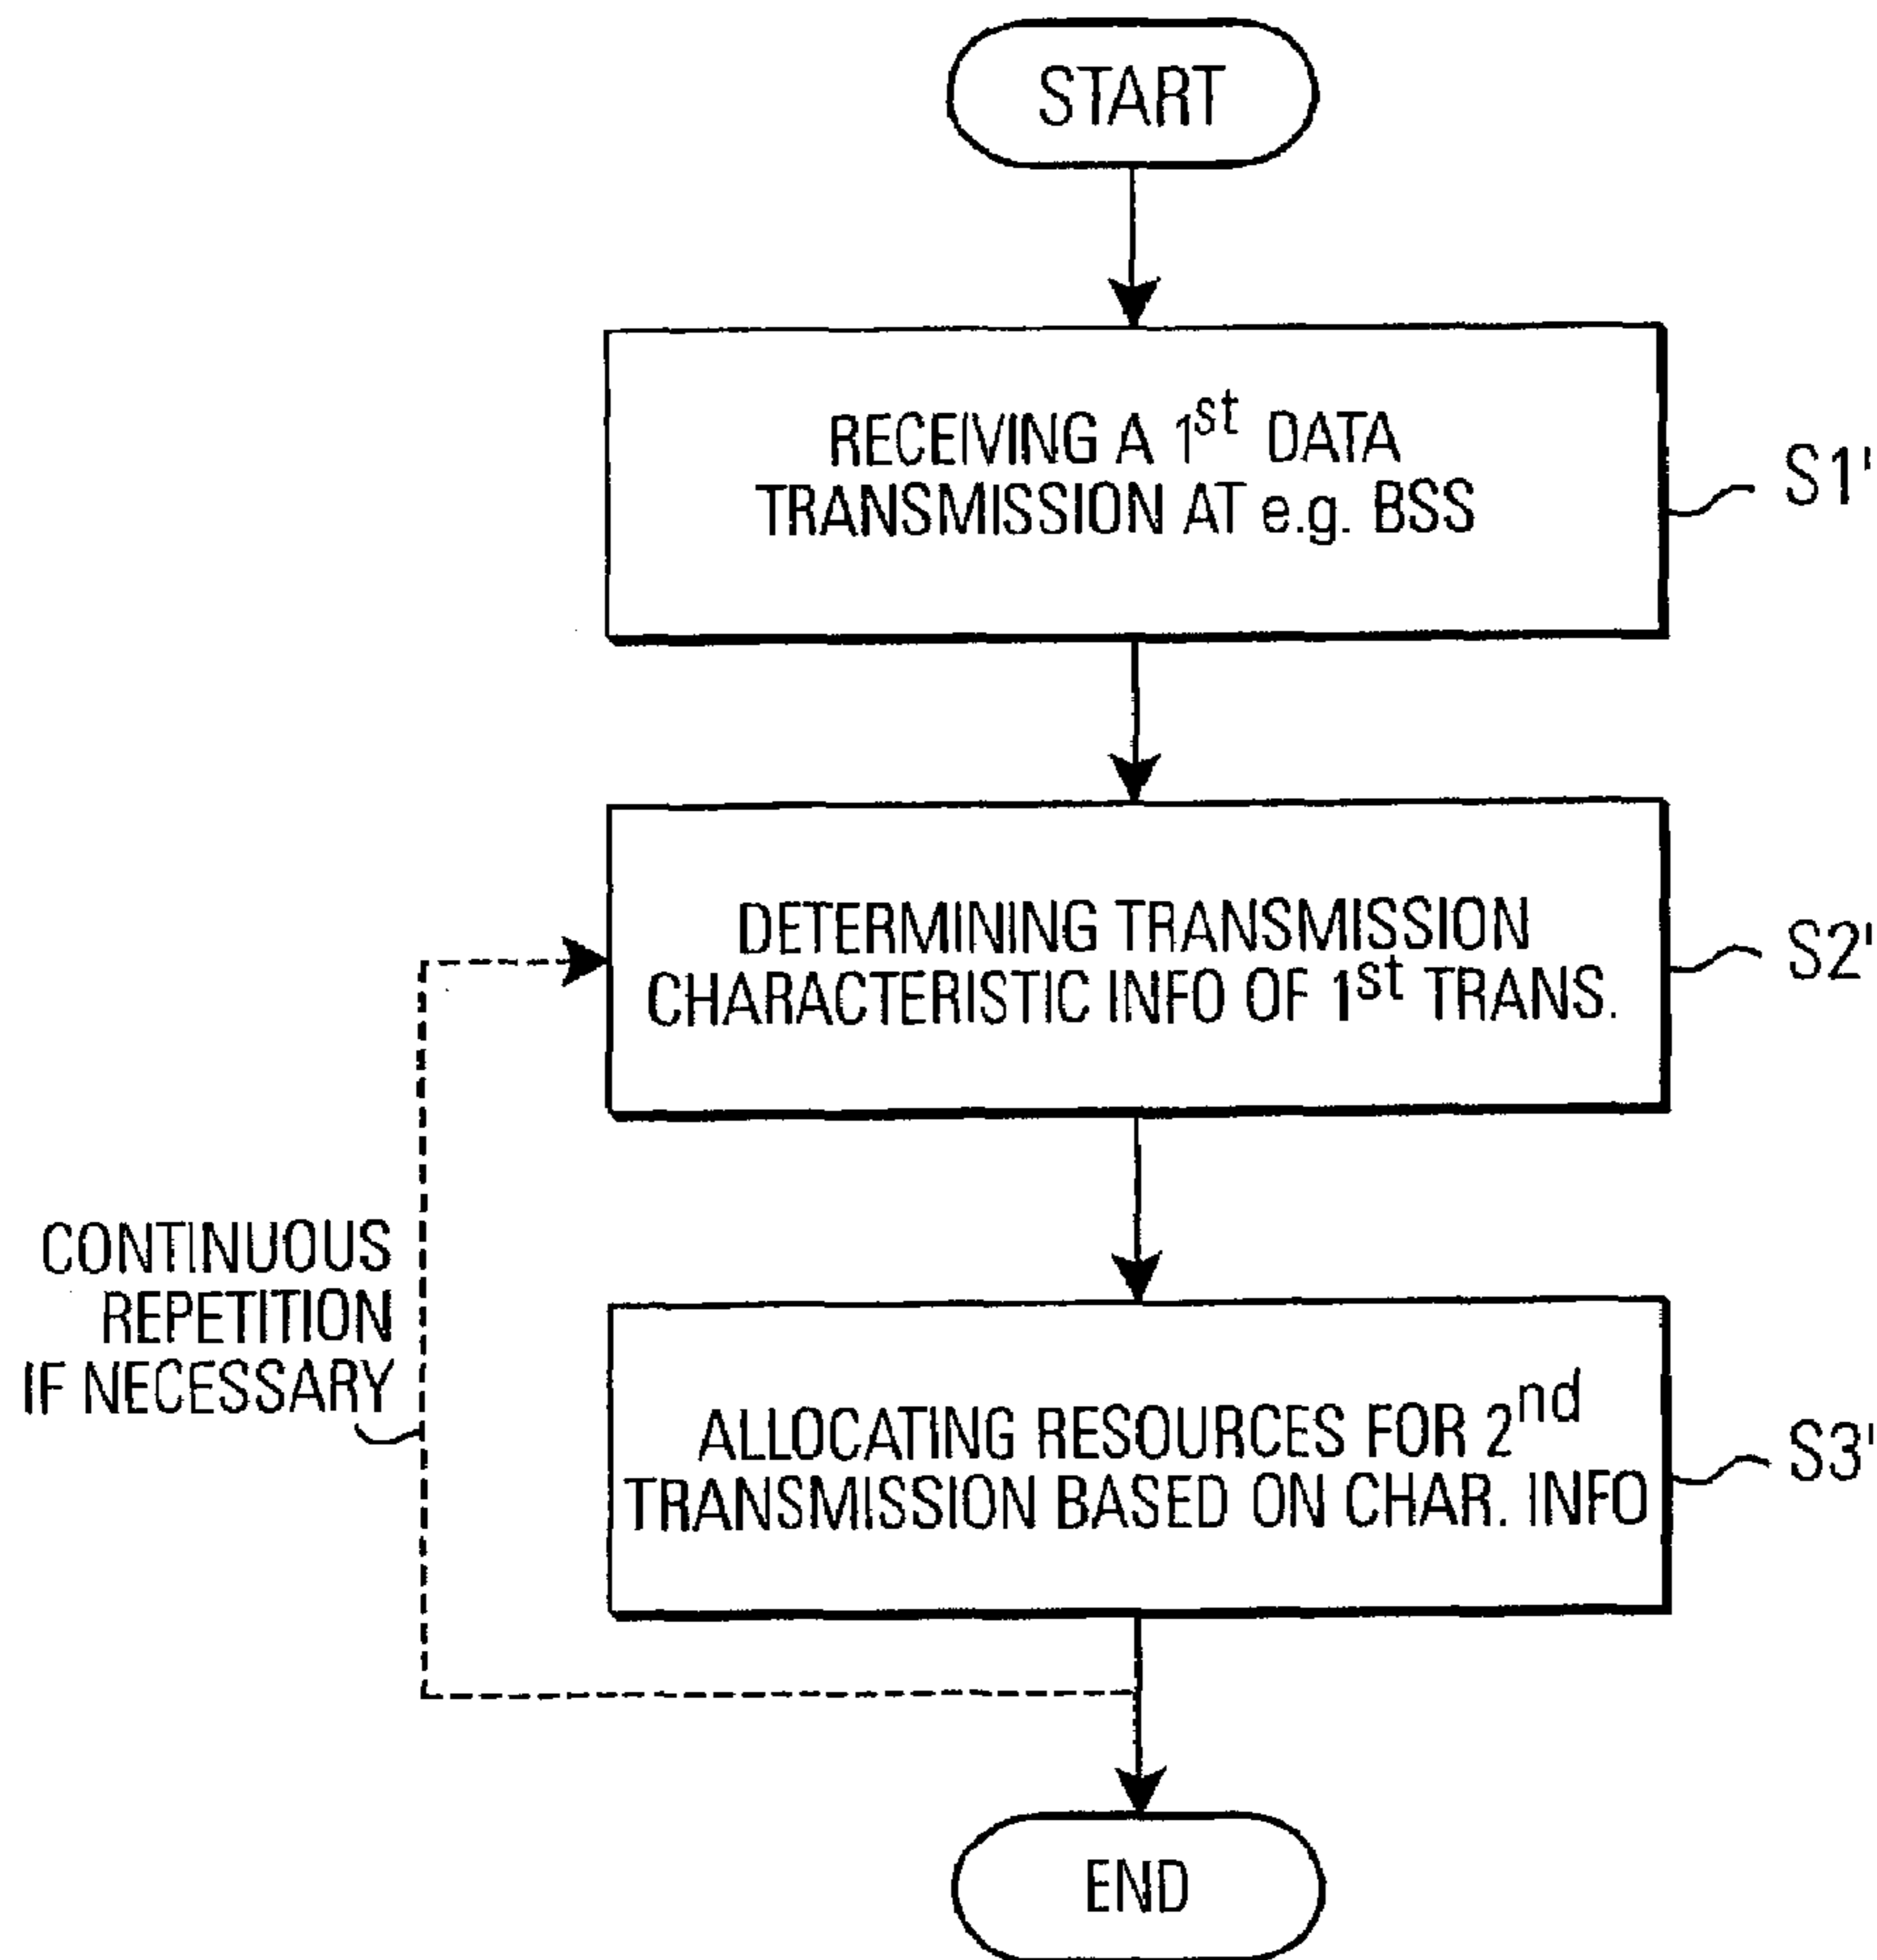 START
RECEIVING A 1st DATA
TRANSMISSION AT e.g. BSS
S1'
DETERMINING TRANSMISSION
CHARACTERISTIC INFO OF 1st TRANS.
S2'
CONTINUOUS
REPETITION
IF NECESSARY
ALLOCATING RESOURCES FOR 2nd
TRANSMISSION BASED ON CHAR. INFO
S3'
END